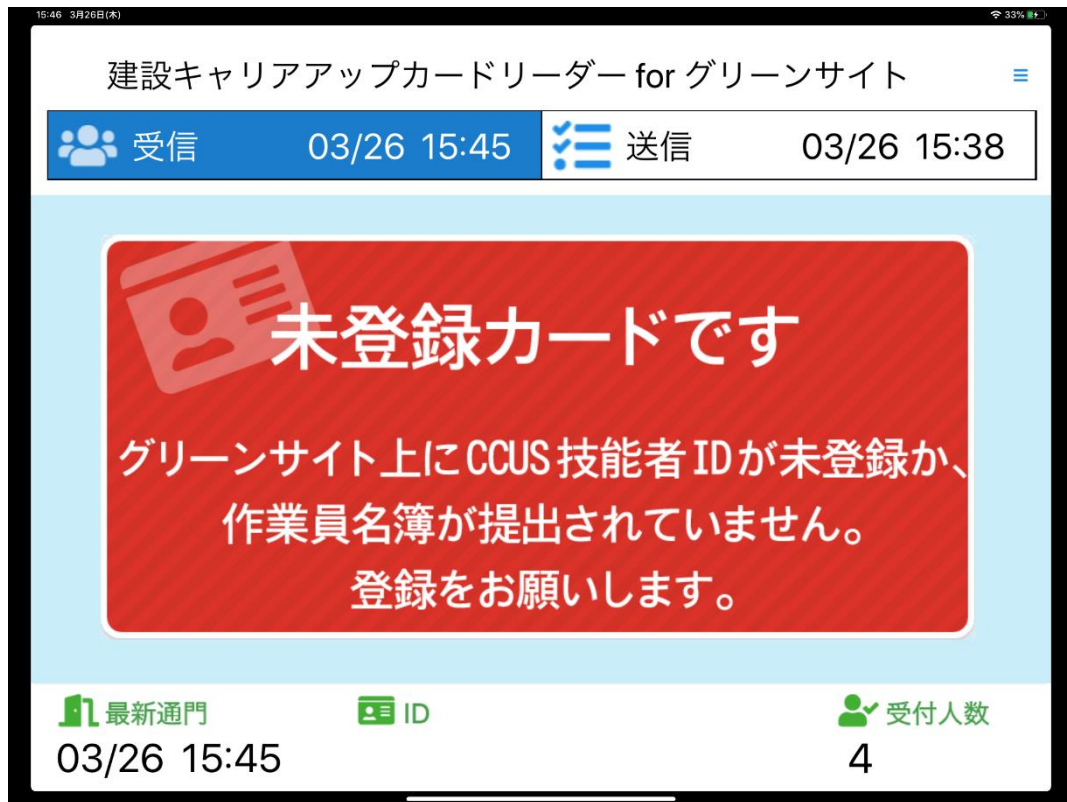 15:46 3月26日(木)
33%
建設キャリアアップカードリーダー for グリーンサイト
受信 03/26 15:45 送信 03/26 15:38
未登録カードです
グリーンサイト上にCCUS技能者IDが未登録か、
作業員名簿が提出されていません。
登録をお願いします。
最新通門 ID 受付人数
03/26 15:45 4